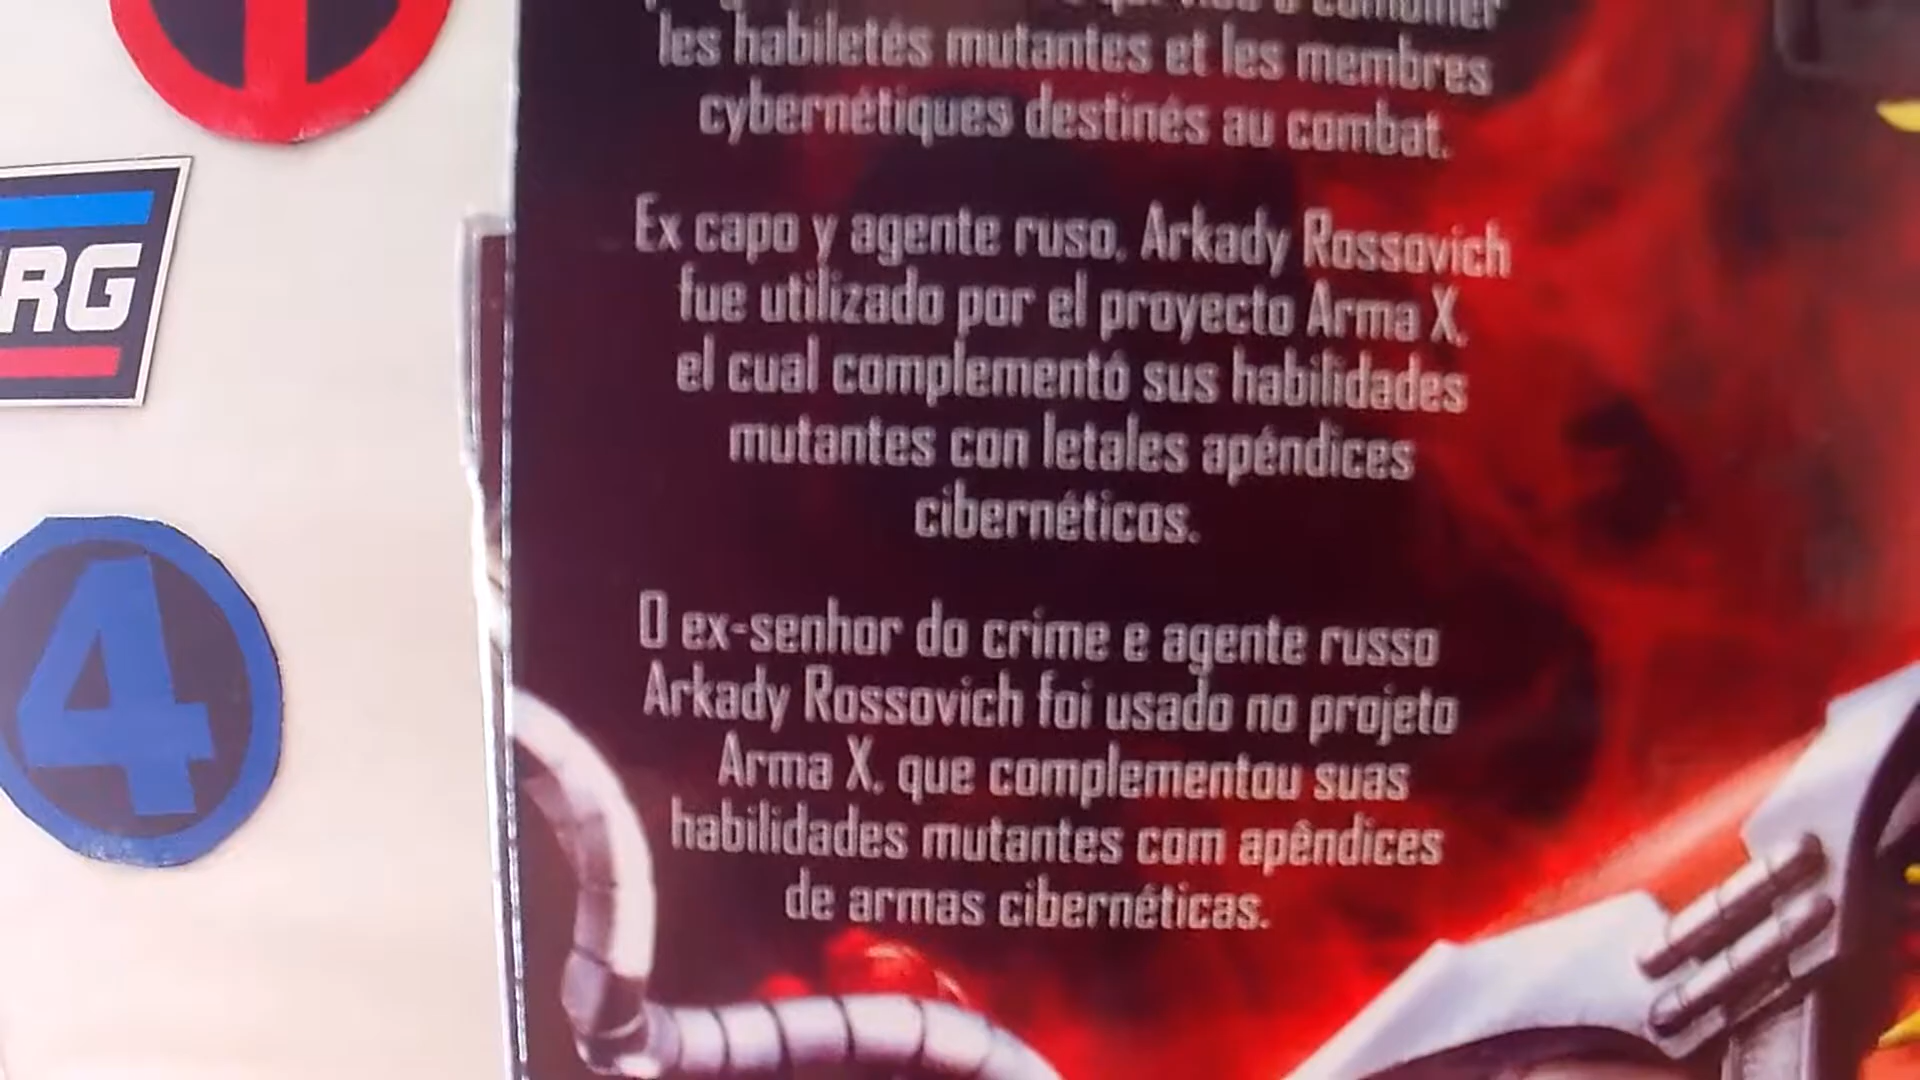 les habiletés mutantes et les membres
cybernétiques destinés au combat.
Ex capo y agente ruso, Arkady Rossovich
fue utilizado por el proyecto Arma X,
el cual complementó sus habilidades
mutantes con letales apéndices
cibernéticos.
O ex-senhor do crime e agente russo
Arkady Rossovich foi usado no projeto
Arma X, que complementou suas
habilidades mutantes com apêndices
de armas cibernéticas.
RG
4